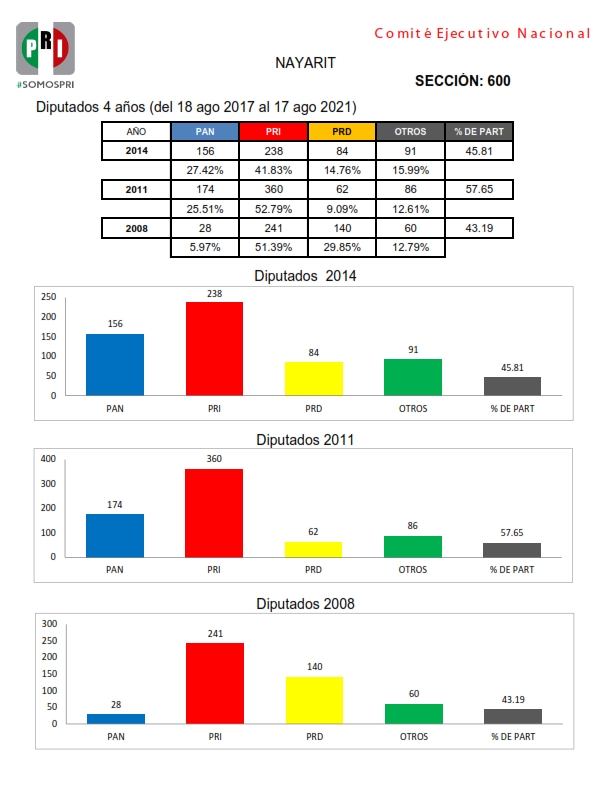 PRI
#SOMOSPRI
Comité Ejecutivo Nacional
NAYARIT
SECCIÓN: 600
Diputados 4 años (del 18 ago 2017 al 17 ago 2021)
AÑO PAN PRI PRD OTROS % DE PART
2014 156 238 84 91 45.81
27.42% 41.83% 14.76% 15.99%
2011 174 360 62 86 57.65
25.51% 52.79% 9.09% 12.61%
2008 28 241 140 60 43.19
5.97% 51.39% 29.85% 12.79%
Diputados 2014
250
200
150
100
50
0
156 238 84 91 45.81
PAN PRI PRD OTROS % DE PART
Diputados 2011
400
300
200
100
0
174 360 62 86 57.65
PAN PRI PRD OTROS % DE PART
Diputados 2008
300
250
200
150
100
50
0
28 241 140 60 43.19
PAN PRI PRD OTROS % DE PART